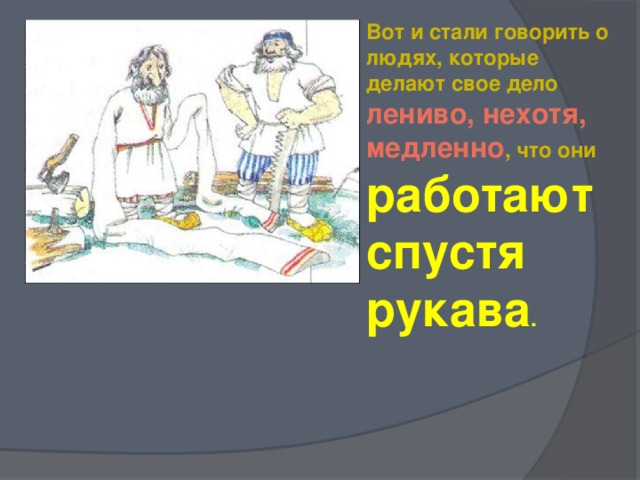 Вот и стали говорить о
людях, которые
делают свое дело
лениво, нехотя,
медленно, что они
работают
спустя
рукава.